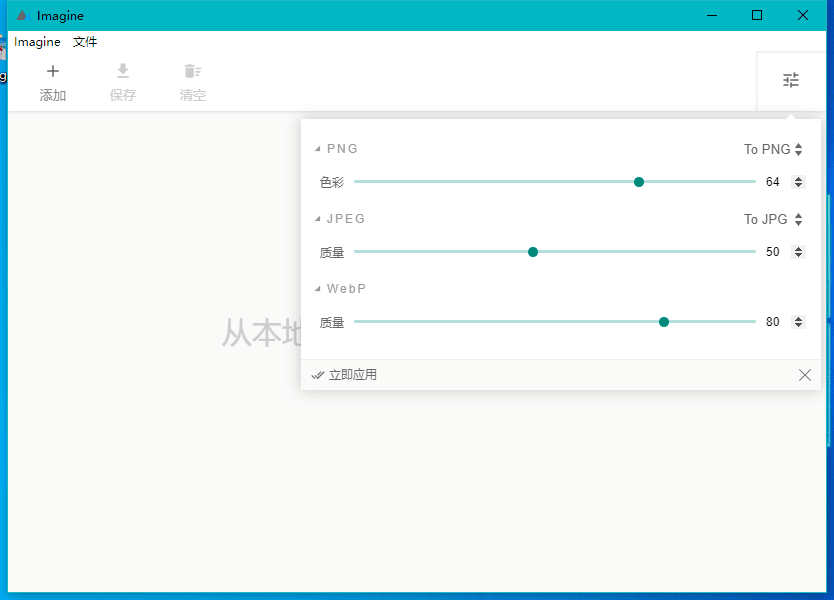 Imagine
Imagine 文件
添加 保存 清空
PNG To PNG
色彩 64
JPEG To JPG
质量 50
WebP
质量 80
从本地
立即应用